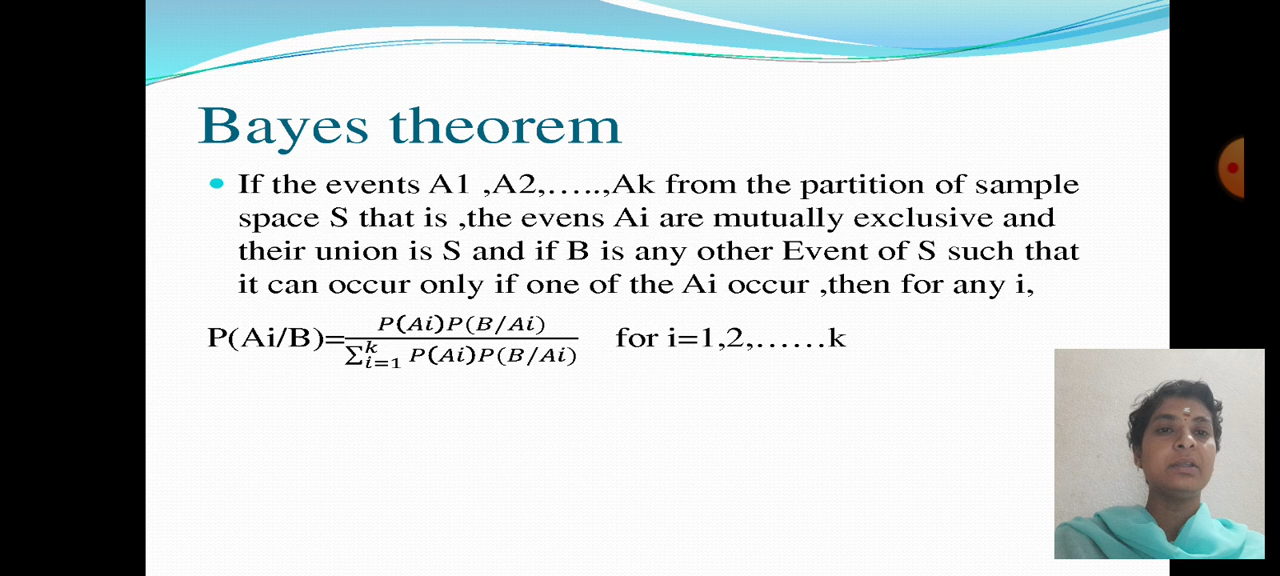 Bayes theorem
If the events A1 ,A2,.....,Ak from the partition of sample
space S that is ,the evens Ai are mutually exclusive and
their union is S and if B is any other Event of S such that
it can occur only if one of the Ai occur ,then for any i,
P(Ai/B)=\frac{P(Ai)P(B/Ai)}{\sum_{i=1}^{k} P(Ai)P(B/Ai)} for i=1,2,......k